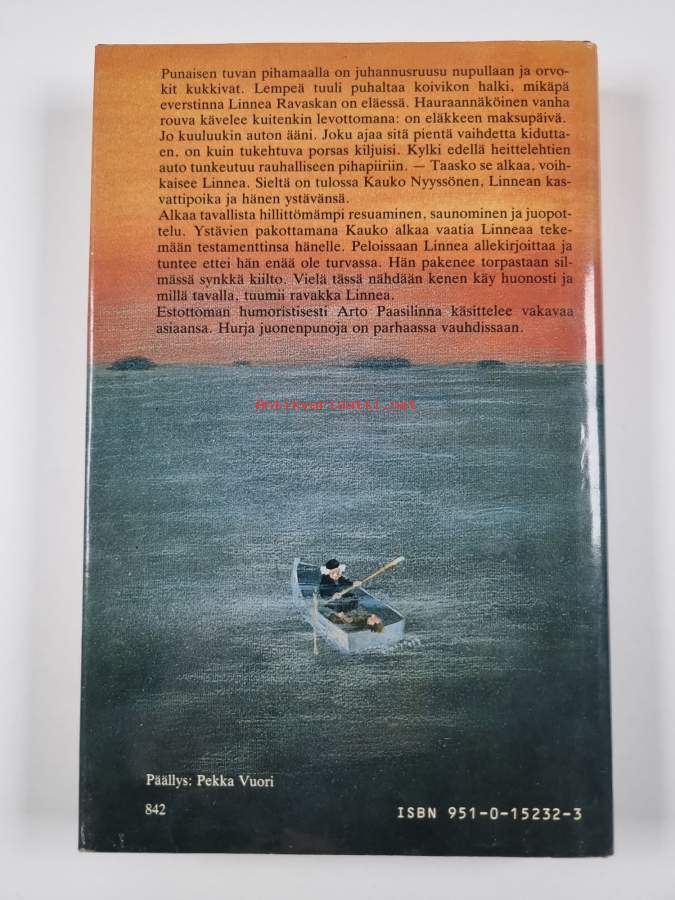 Punaisen tuvan pihamaalla on juhannusruusu nupullaan ja orvo-
kit kukkivat. Lempeä tuuli puhaltaa koivikon halki, mikäpä
everstinna Linnea Ravaskan on eläessä. Hauraannäköinen vanha
rouva kävelee kuitenkin levottomana: on eläkkeen maksupäivä.
Jo kuuluukin auton ääni. Joku ajaa sitä pientä vaihdetta kidutta-
en, on kuin tukehtuva porsas kiljuisi. Kylki edellä heittelehtien
auto tunkeutuu rauhalliseen pihapiiriin. — Taasko se alkaa, voih-
kaisee Linnea. Sieltä on tulossa Kauko Nyyssönen, Linnean kas-
vattipoika ja hänen ystävänsä.
Alkaa tavallista hillittömämpi resuaminen, saunominen ja juopot-
telu. Ystävien pakottamana Kauko alkaa vaatia Linneaa teke-
mään testamenttinsa hänelle. Peloissaan Linnea allekirjoittaa ja
tuntee ettei hän enää ole turvassa. Hän pakenee torpastaan sil-
mässä synkkä kiilto. Vielä tässä nähdään kenen käy huonosti ja
millä tavalla, tuumii ravakka Linnea.
Estottoman humoristisesti Arto Paasilinna käsittelee vakavaa
asiaansa. Hurja juonenpunoja on parhaassa vauhdissaan.
Antikvariaatti.net
Päällys: Pekka Vuori
842
ISBN 951-0-15232-3